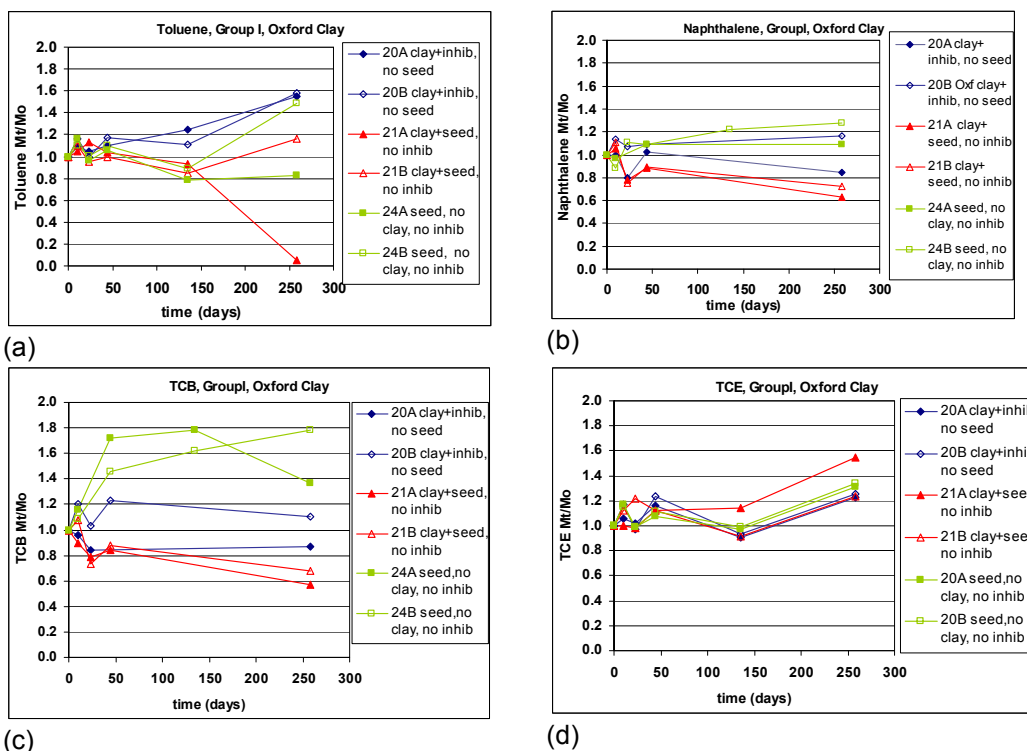 Toluene, Group I, Oxford Clay
2.0
1.8
1.6
1.4
1.2
1.0
0.8
0.6
0.4
0.2
0.0
Toluene Mt/Mo
0 50 100 150 200 250 300
time (days)
20A clay+inhib,
no seed
20B clay+inhib,
no seed
21A clay+seed,
no inhib
21B clay+seed,
no inhib
24A seed, no
clay, no inhib
24B seed, no
clay, no inhib
(a)
Naphthalene, GroupI, Oxford Clay
2.0
1.8
1.6
1.4
1.2
1.0
0.8
0.6
0.4
0.2
0.0
Naphthalene Mt/Mo
0 50 100 150 200 250 300
time (days)
20A clay+
inhib, no seed
20B Oxf clay+
inhib, no seed
21A clay+
seed, no inhib
21B clay+
seed, no inhib
24A seed, no
clay, no inhib
24B seed, no
clay, no inhib
(b)
TCB, GroupI, Oxford Clay
2.0
1.8
1.6
1.4
1.2
1.0
0.8
0.6
0.4
0.2
0.0
TCB Mt/Mo
0 50 100 150 200 250 300
time (days)
20A clay+inhib,
no seed
20B clay+inhib,
no seed
21A clay+seed,
no inhib
21B clay+seed,
no inhib
24A seed,no
clay, no inhib
24B seed,no
clay, no inhib
(c)
TCE, GroupI, Oxford Clay
2.0
1.8
1.6
1.4
1.2
1.0
0.8
0.6
0.4
0.2
0.0
TCE Mt/Mo
0 50 100 150 200 250 300
time (days)
20A clay+inhib
no seed
20B clay+inhib
no seed
21A clay+seed
no inhib
21B clay+seed
no inhib
20A seed,no
clay, no inhib
20B seed,no
clay, no inhib
(d)